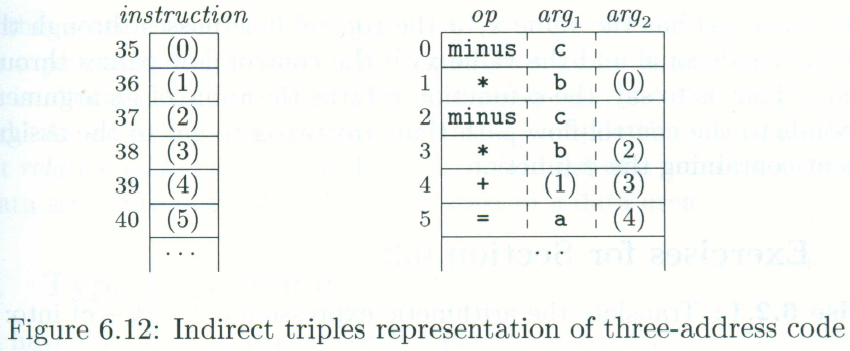 instruction op arg1 arg2
35 (0) 0 minus c
36 (1) 1 * b (0)
37 (2) 2 minus c
38 (3) 3 * b (2)
39 (4) 4 + (1) (3)
40 (5) 5 = a (4)
... ...
Figure 6.12: Indirect triples representation of three-address code